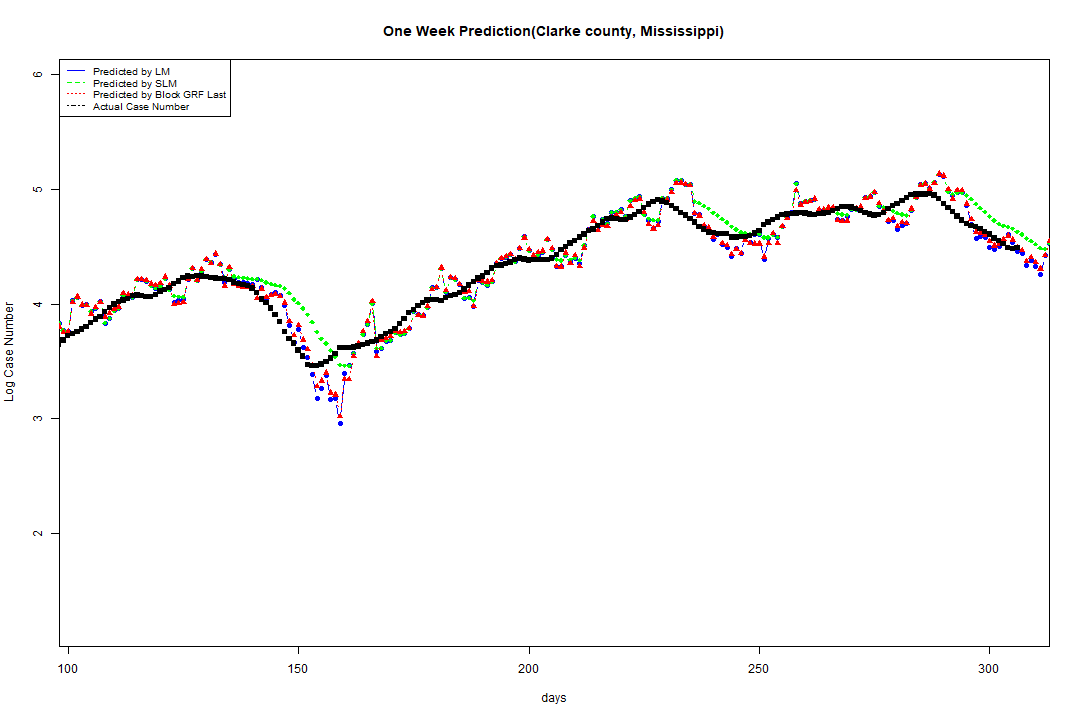 One Week Prediction(Clarke county, Mississippi)
Predicted by LM
Predicted by SLM
Predicted by Block GRF Last
Actual Case Number
6
5
4
3
2
Log Case Number
100 150 200 250 300
days